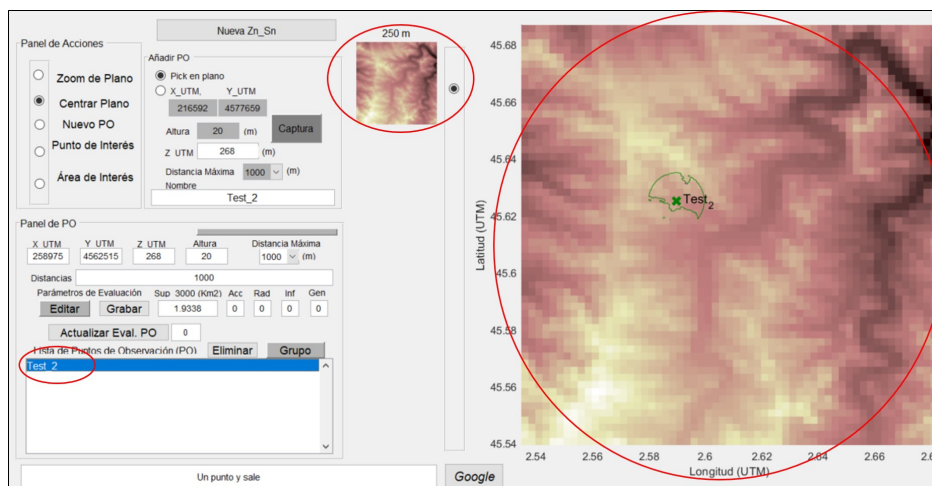 Nueva Zn_Sn
Panel de Acciones
Zoom de Plano
Centrar Plano
Nuevo PO
Punto de Interés
Área de Interés
Añadir PO
Pick en plano
X_UTM, Y_UTM
216592 4577659
Altura 20 (m) Captura
Z UTM 268 (m)
Distancia Máxima 1000 (m)
Nombre
Test_2
250 m
Panel de PO
X_UTM Y_UTM Z_UTM Altura Distancia Máxima
258975 4562515 268 20 1000 (m)
Distancias 1000
Parámetros de Evaluación Sup_3000 (Km2) Acc Rad Inf Gen
Editar Grabar 1.9338 0 0 0 0
Actualizar Eval. PO 0
Lista de Puntos de Observación (PO) Eliminar Grupo
Test_2
Un punto y sale
Google
45.68
45.66
45.64
45.62
45.6
45.58
45.56
45.54
Latitud (UTM)
Test2
2.54 2.56 2.58 2.6 2.62 2.64 2.66
Longitud (UTM)